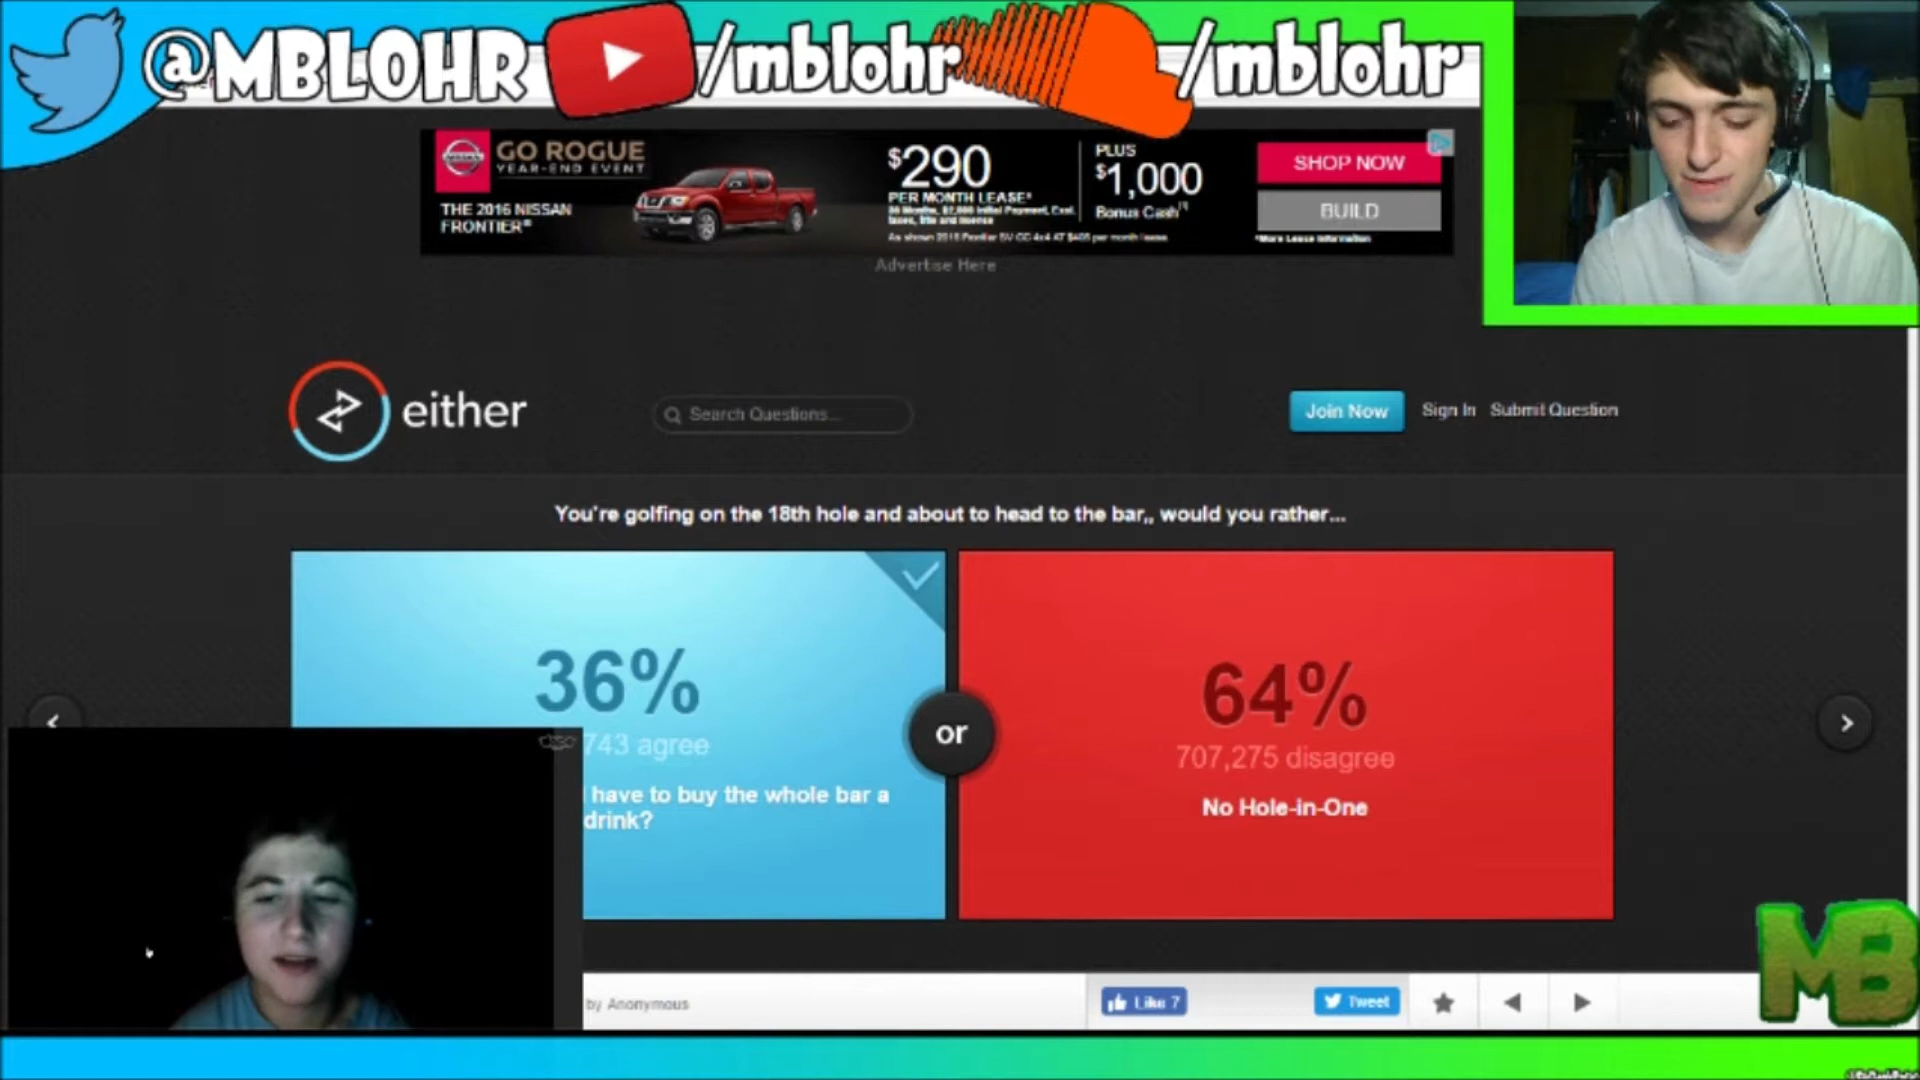 @MBLOHR /mblohr /mblohr
GO ROGUE
YEAR-END EVENT
THE 2016 NISSAN
FRONTIER®
$290
PER MONTH LEASE*
PLUS
$1,000
Bonus Cash
SHOP NOW
BUILD
*More Lease Information
Advertise Here
either
Search Questions...
Join Now
Sign In
Submit Question
You're golfing on the 18th hole and about to head to the bar,, would you rather...
36%
743 agree
have to buy the whole bar a
drink?
or
64%
707,275 disagree
No Hole-in-One
by Anonymous
Like 7
Tweet
MB